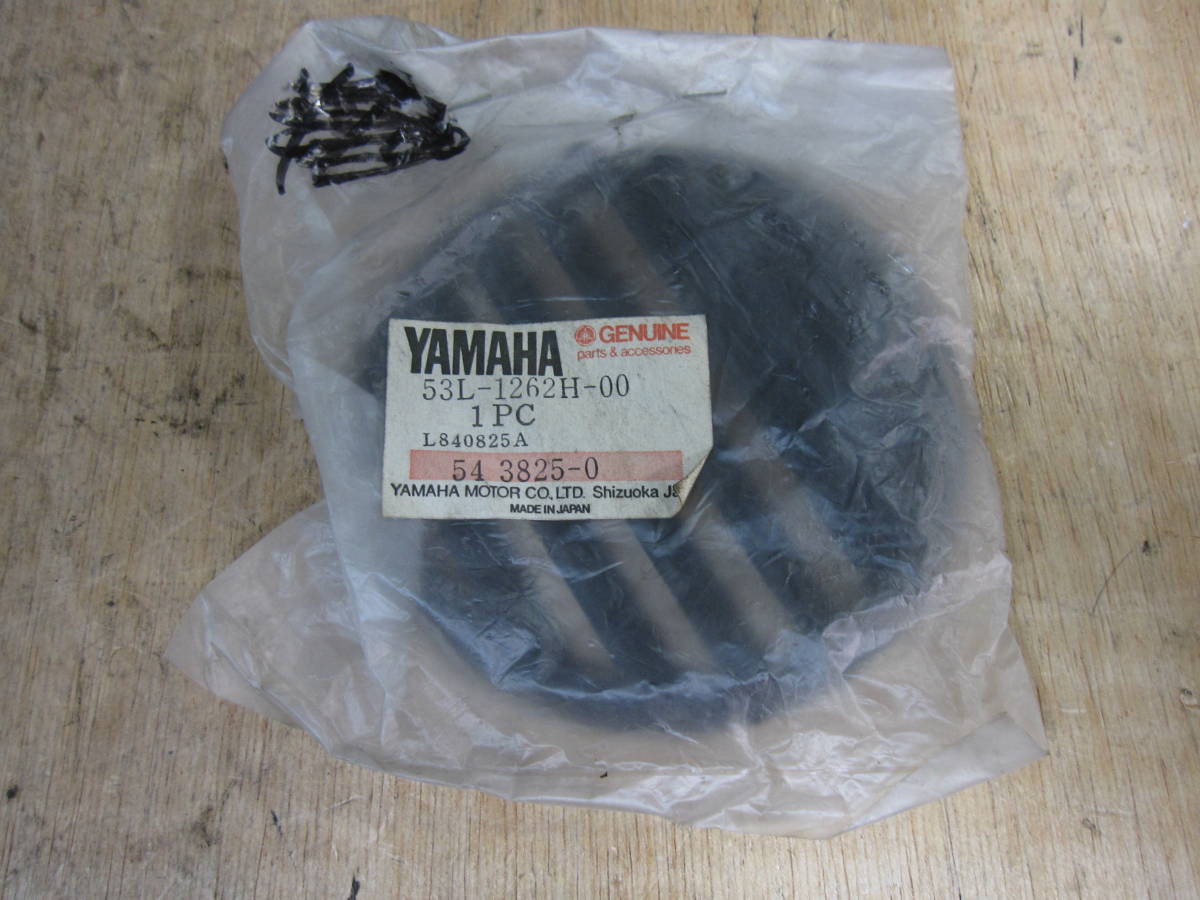 YAMAHA
GENUINE
parts & accessories
53L-1262H-00
1PC
L840825A
54 3825-0
YAMAHA MOTOR CO., LTD. Shizuoka
MADE IN JAPAN